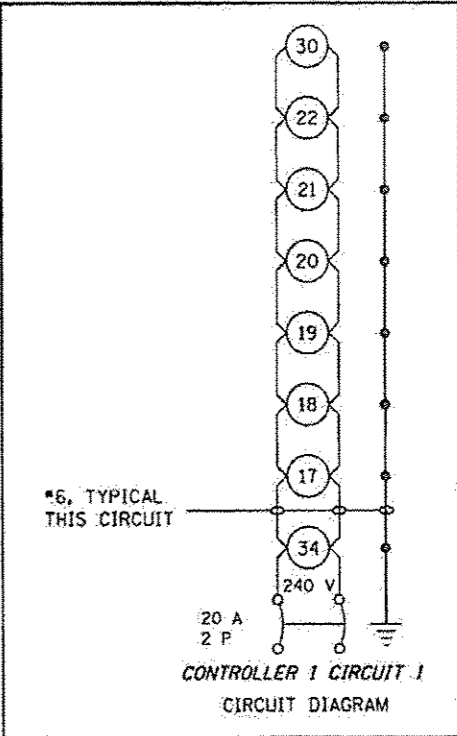 30
22
21
20
19
18
17
"6, TYPICAL
THIS CIRCUIT
34
240 V
20 A
2 P
CONTROLLER 1 CIRCUIT 1
CIRCUIT DIAGRAM